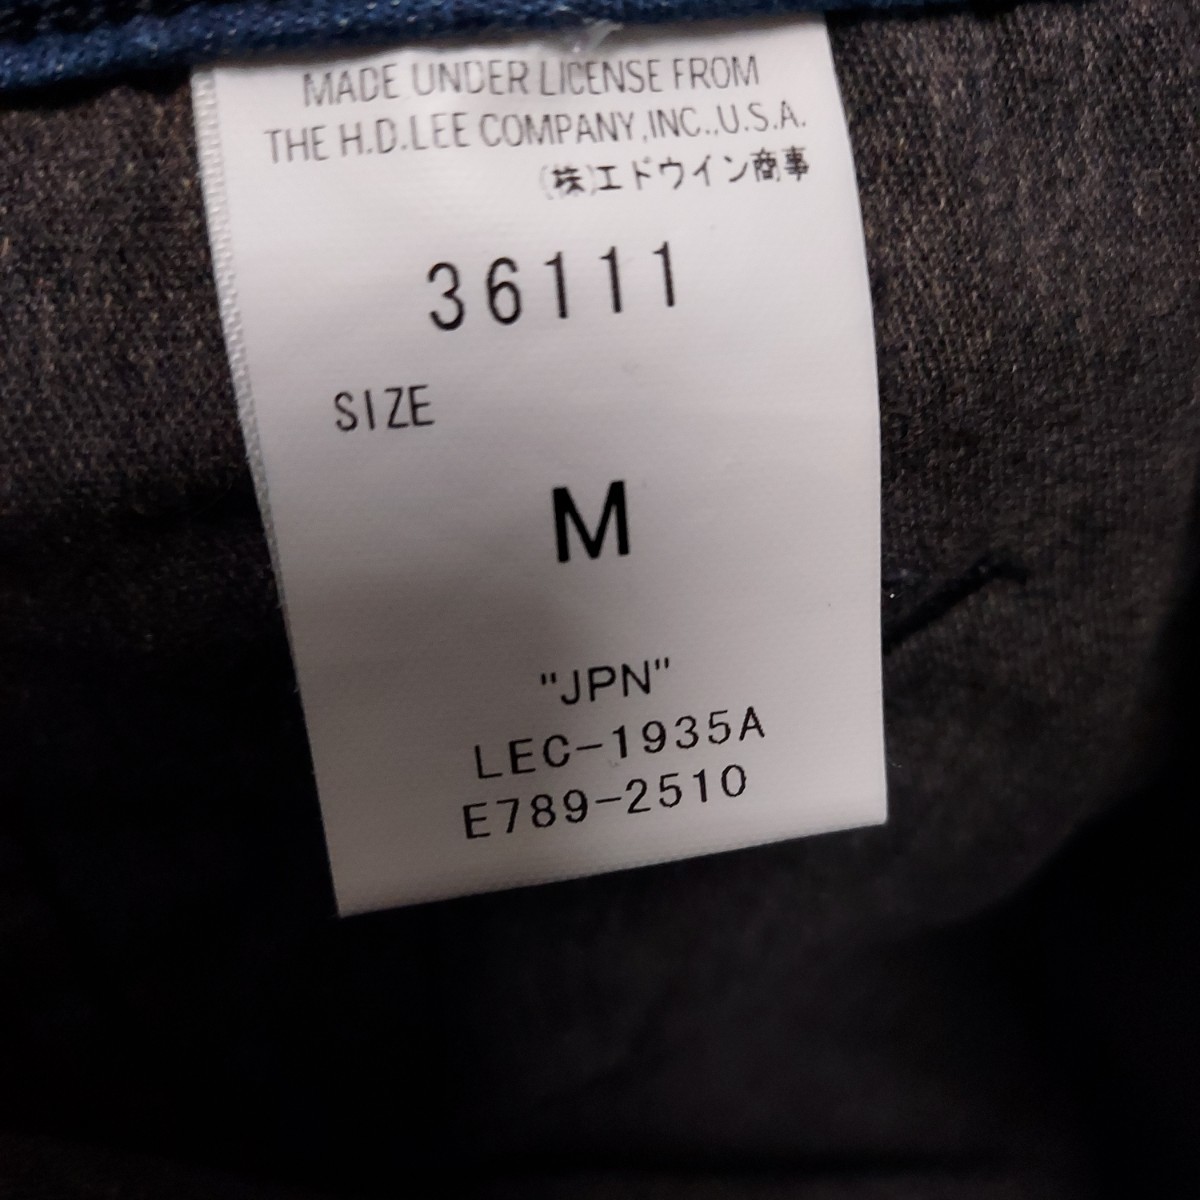 MADE UNDER LICENSE FROM
THE H.D.LEE COMPANY,INC.,U.S.A.
(株)エドウイン商事
36111
SIZE
M
"JPN"
LEC-1935A
E789-2510